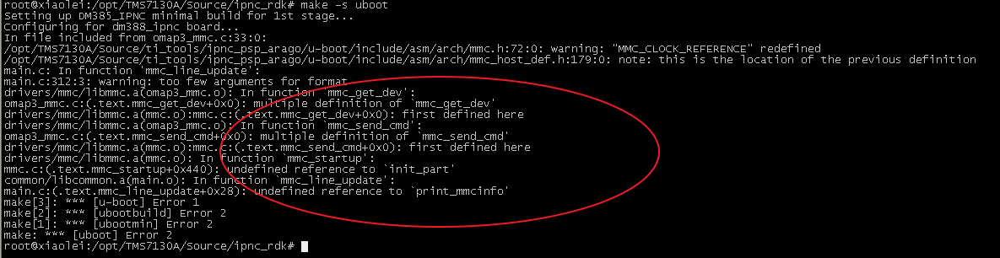 root@xiaolei:/opt/TMS7130A/Source/ipnc_rdk# make -s uboot
Setting up DM385_IPNC minimal build for 1st stage...
Configuring for dm388_ipnc board...
In file included from omap3_mmc.c:33:0:
/opt/TMS7130A/Source/ti_tools/ipnc_psp_arago/u-boot/include/asm/arch/mmc.h:72:0: warning: "MMC_CLOCK_REFERENCE" redefined
/opt/TMS7130A/Source/ti_tools/ipnc_psp_arago/u-boot/include/asm/arch/mmc_host_def.h:179:0: note: this is the location of the previous definition
main.c: In function 'mmc_line_update':
main.c:312:3: warning: too few arguments for format
drivers/mmc/libmmc.a(omap3_mmc.o): In function `mmc_get_dev':
omap3_mmc.c:(.text.mmc_get_dev+0x0): multiple definition of `mmc_get_dev'
drivers/mmc/libmmc.a(mmc.o):mmc.c:(.text.mmc_get_dev+0x0): first defined here
drivers/mmc/libmmc.a(omap3_mmc.o): In function `mmc_send_cmd':
omap3_mmc.c:(.text.mmc_send_cmd+0x0): multiple definition of `mmc_send_cmd'
drivers/mmc/libmmc.a(mmc.o):mmc.c:(.text.mmc_send_cmd+0x0): first defined here
drivers/mmc/libmmc.a(mmc.o): In function `mmc_startup':
mmc.c:(.text.mmc_startup+0x440): undefined reference to `init_part'
common/libcommon.a(main.o): In function `mmc_line_update':
main.c:(.text.mmc_line_update+0x28): undefined reference to `print_mmcinfo'
make[3]: *** [u-boot] Error 1
make[2]: *** [ubootbuild] Error 2
make[1]: *** [ubootmin] Error 2
make: *** [uboot] Error 2
root@xiaolei:/opt/TMS7130A/Source/ipnc_rdk#